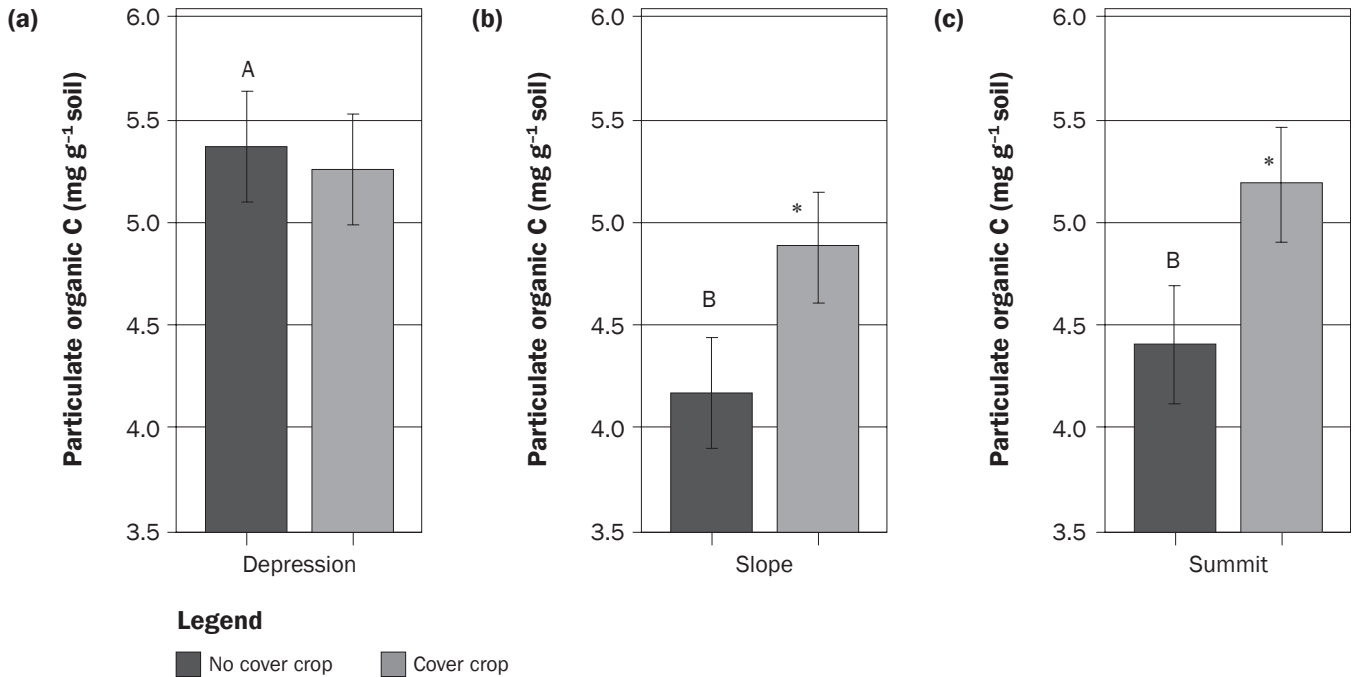 (a)
Particulate organic C (mg g⁻¹ soil)
6.0
5.5
5.0
4.5
4.0
3.5
A
Depression
(b)
Particulate organic C (mg g⁻¹ soil)
6.0
5.5
5.0
4.5
4.0
3.5
B
*
Slope
(c)
Particulate organic C (mg g⁻¹ soil)
6.0
5.5
5.0
4.5
4.0
3.5
B
*
Summit
Legend
No cover crop
Cover crop